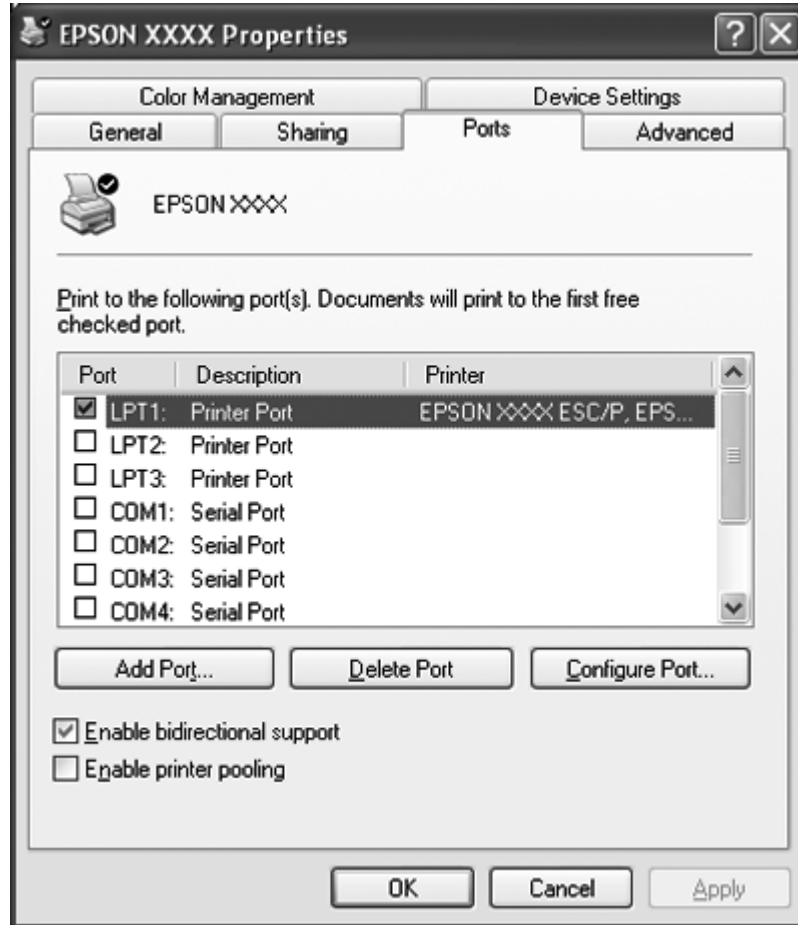 EPSON XXXX Properties
Color Management Device Settings
General Sharing Ports Advanced
EPSON XXXX
Print to the following port(s). Documents will print to the first free
checked port.
Port Description Printer
LPT1: Printer Port EPSON XXXX ESC/P, EPS...
LPT2: Printer Port
LPT3: Printer Port
COM1: Serial Port
COM2: Serial Port
COM3: Serial Port
COM4: Serial Port
Add Port... Delete Port Configure Port...
Enable bidirectional support
Enable printer pooling
OK Cancel Apply